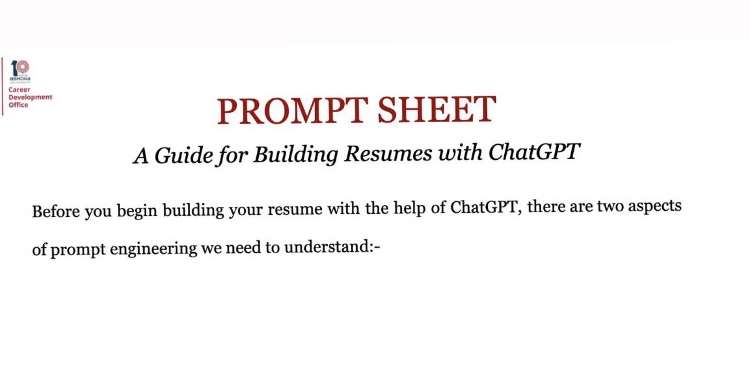 10
ASHOKA
Career
Development
Office
PROMPT SHEET
A Guide for Building Resumes with ChatGPT
Before you begin building your resume with the help of ChatGPT, there are two aspects
of prompt engineering we need to understand:-